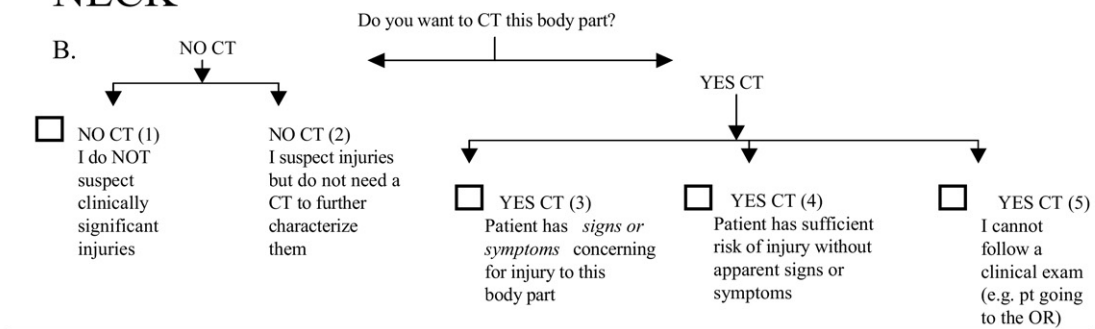 NECK
Do you want to CT this body part?
B.
NO CT
YES CT
NO CT (1)
I do NOT
suspect
clinically
significant
injuries
NO CT (2)
I suspect injuries
but do not need a
CT to further
characterize
them
YES CT (3)
Patient has signs or
symptoms concerning
for injury to this
body part
YES CT (4)
Patient has sufficient
risk of injury without
apparent signs or
symptoms
YES CT (5)
I cannot
follow a
clinical exam
(e.g. pt going
to the OR)